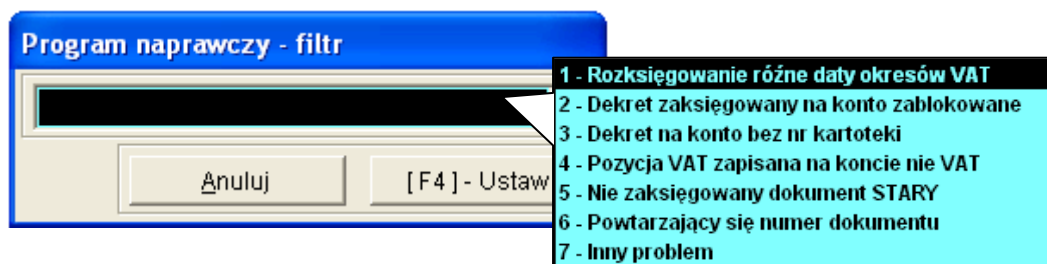 Program naprawczy - filtr
1 - Rozksięgowanie różne daty okresów VAT
2 - Dekret zaksięgowany na konto zablokowane
3 - Dekret na konto bez nr kartoteki
4 - Pozycja VAT zapisana na koncie nie VAT
5 - Nie zaksięgowany dokument STARY
6 - Powtarzający się numer dokumentu
7 - Inny problem
Anuluj
[ F4 ] - Ustaw